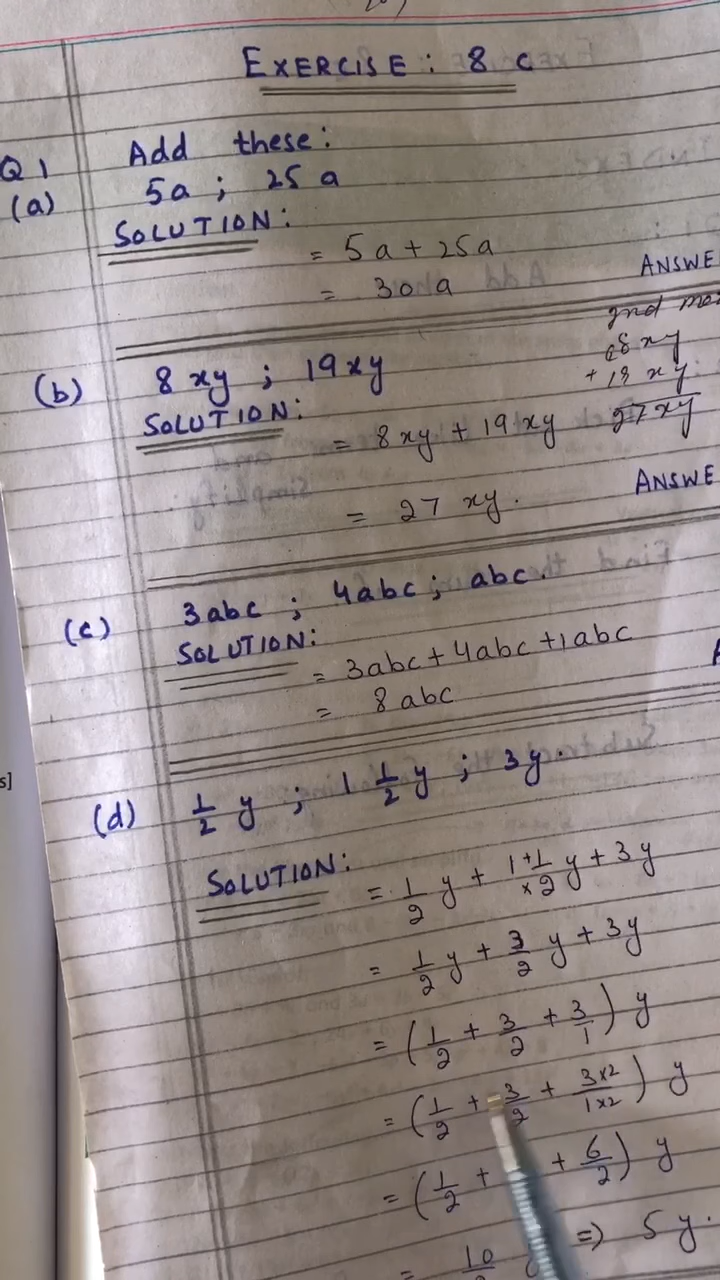 EXERCISE : 8 C
Q 1 Add these:
(a) 5a ; 25 a
SOLUTION:
= 5a + 25a
= 30a ANSWE
2nd
(b) 8 xy ; 19 xy
8 xy
+ 19 xy
27 xy
SOLUTION:
= 8 xy + 19 xy
= 27 xy. ANSWE
(c) 3abc ; 4abc ; abc.
SOLUTION:
= 3abc + 4abc + 1abc
= 8 abc
(d) 1/2 y ; 1 1/2 y ; 3y.
SOLUTION:
= 1/2 y + 1+1/×2 y + 3y
= 1/2 y + 3/2 y + 3y
= (1/2 + 3/2 + 3/1) y
= (1/2 + 3/2 + 3×2/1×2) y
= (1/2 + + 6/2) y
= 10 y => 5y.
s]